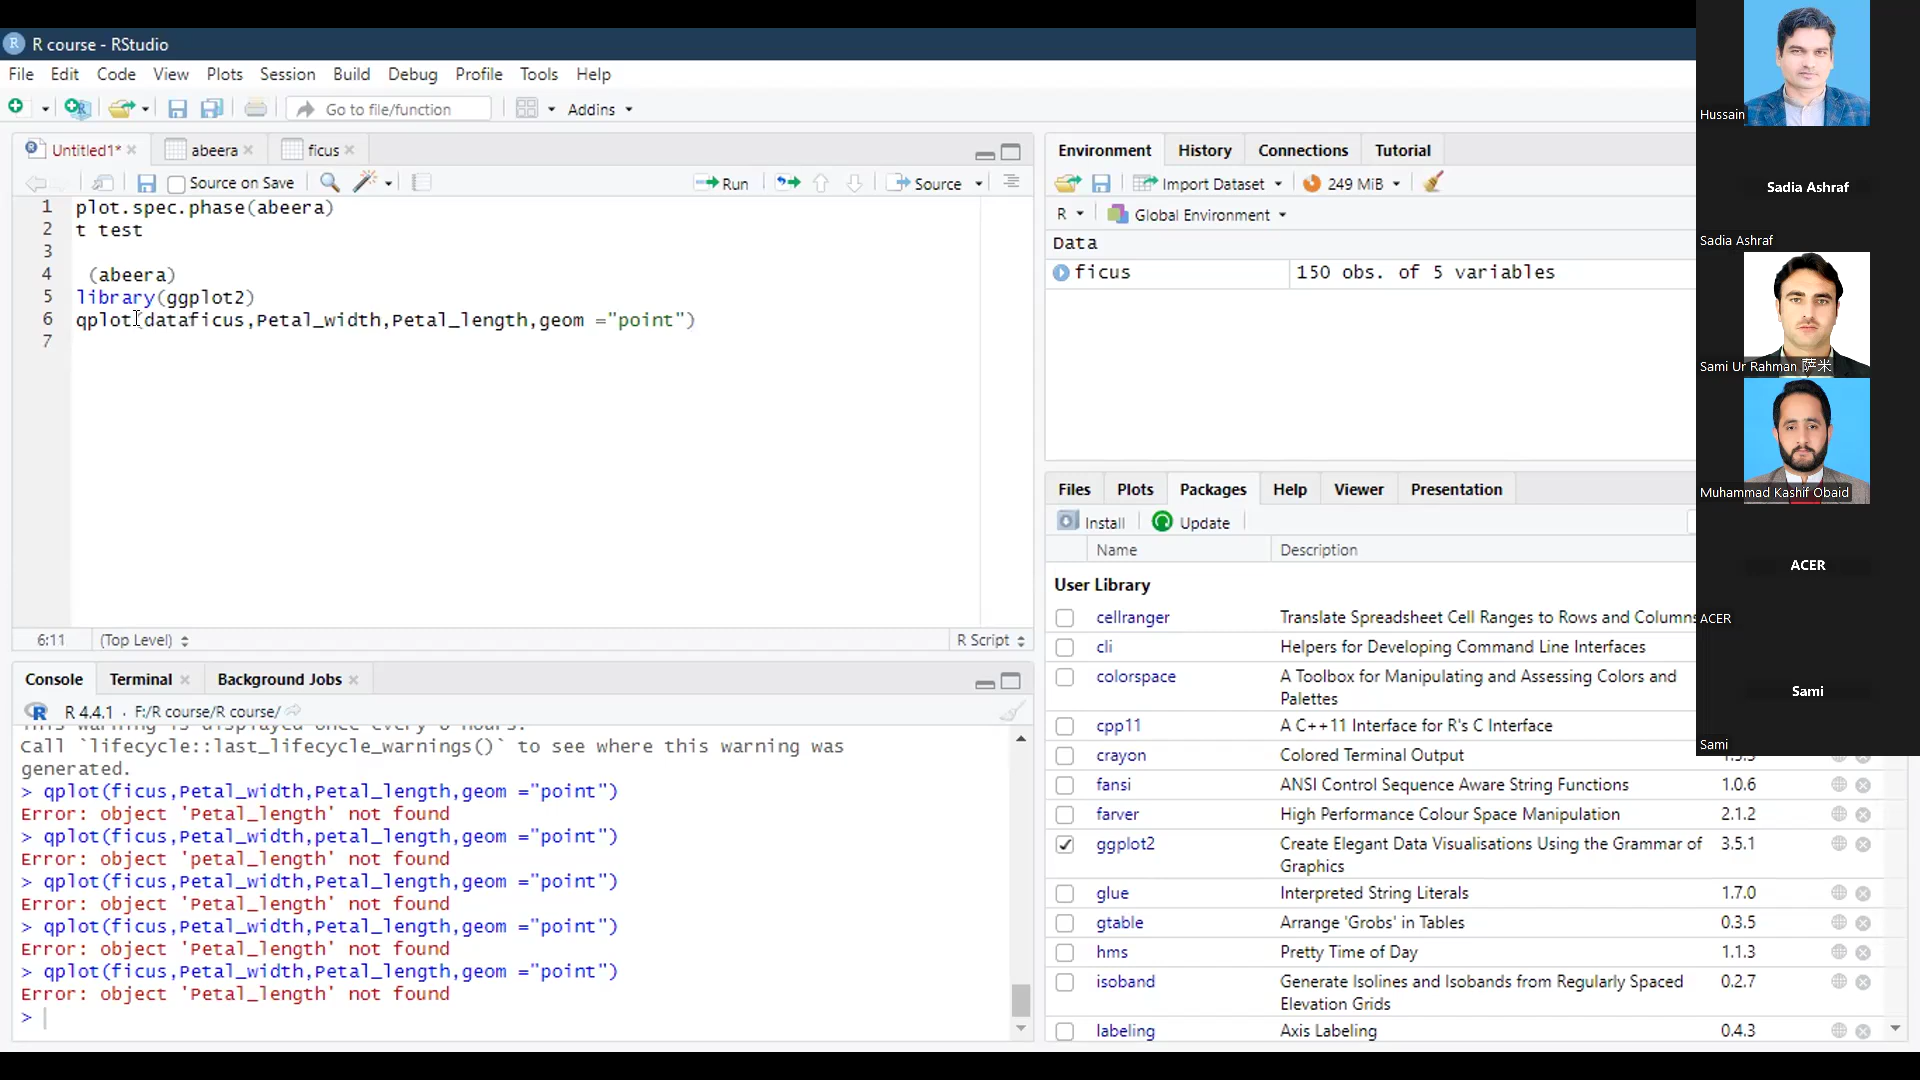 R course - RStudio
File Edit Code View Plots Session Build Debug Profile Tools Help
Go to file/function
Addins
Untitled1* abeera ficus
Source on Save Run Source
1 plot.spec.phase(abeera)
2 t test
3
4 (abeera)
5 library(ggplot2)
6 qplot(dataficus,Petal_width,Petal_length,geom ="point")
7
6:11 (Top Level) R Script
Console Terminal Background Jobs
R 4.4.1 · F:/R course/R course/
This warning is displayed once every 8 hours.
Call `lifecycle::last_lifecycle_warnings()` to see where this warning was
generated.
> qplot(ficus,Petal_width,Petal_length,geom ="point")
Error: object 'Petal_length' not found
> qplot(ficus,Petal_width,Petal_length,geom ="point")
Error: object 'petal_length' not found
> qplot(ficus,Petal_width,Petal_length,geom ="point")
Error: object 'Petal_length' not found
> qplot(ficus,Petal_width,Petal_length,geom ="point")
Error: object 'Petal_length' not found
> qplot(ficus,Petal_width,Petal_length,geom ="point")
Error: object 'Petal_length' not found
>
Environment History Connections Tutorial
Import Dataset 249 MiB
R Global Environment
Data
ficus 150 obs. of 5 variables
Files Plots Packages Help Viewer Presentation
Install Update
Name Description
User Library
cellranger Translate Spreadsheet Cell Ranges to Rows and Columns
cli Helpers for Developing Command Line Interfaces
colorspace A Toolbox for Manipulating and Assessing Colors and
Palettes
cpp11 A C++11 Interface for R's C Interface
crayon Colored Terminal Output
fansi ANSI Control Sequence Aware String Functions 1.0.6
farver High Performance Colour Space Manipulation 2.1.2
ggplot2 Create Elegant Data Visualisations Using the Grammar of 3.5.1
Graphics
glue Interpreted String Literals 1.7.0
gtable Arrange 'Grobs' in Tables 0.3.5
hms Pretty Time of Day 1.1.3
isoband Generate Isolines and Isobands from Regularly Spaced 0.2.7
Elevation Grids
labeling Axis Labeling 0.4.3
Hussain
Sadia Ashraf
Sadia Ashraf
Sami Ur Rahman 萨米
Muhammad Kashif Obaid
ACER
ACER
Sami
Sami